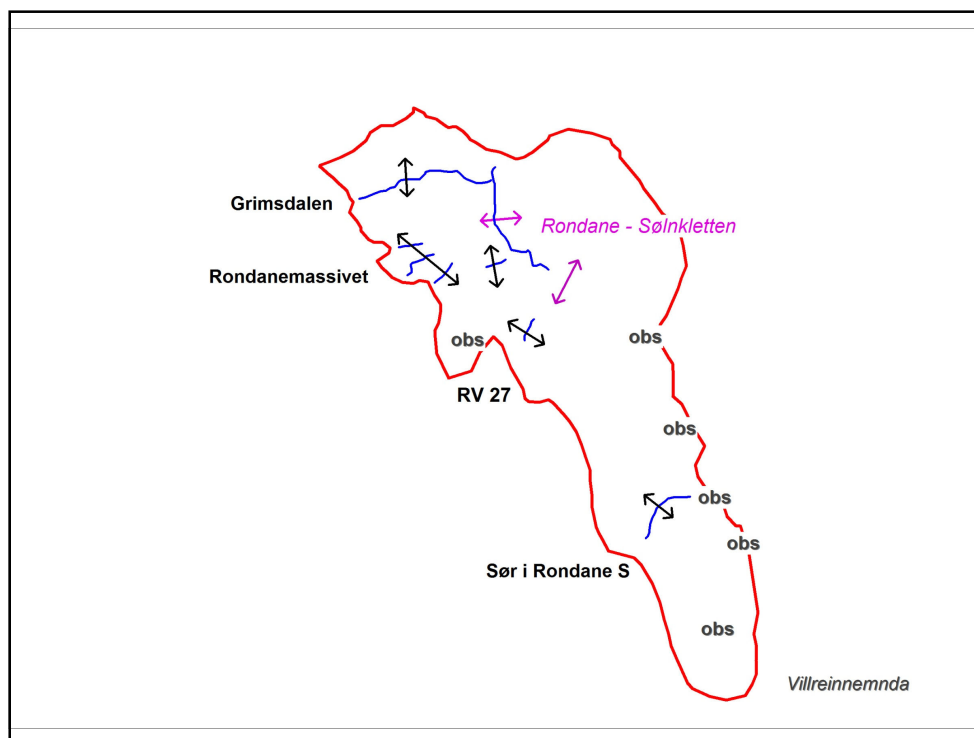 Grimsdalen
Rondane - Sølnkletten
Rondanemassivet
obs
obs
RV 27
obs
obs
obs
Sør i Rondane S
obs
Villreinnemnda